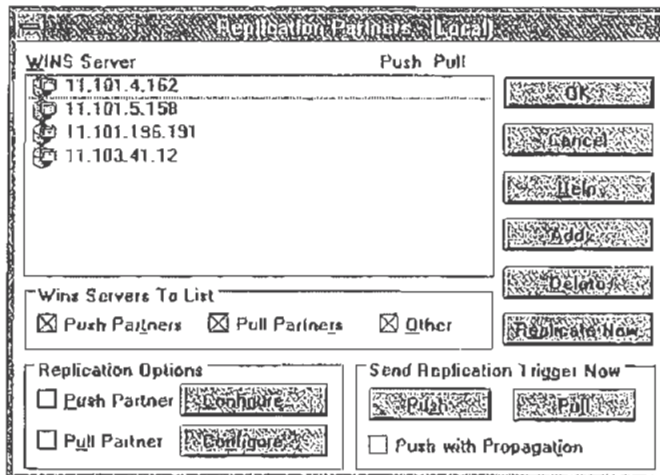 Replication Partners - (Local)
WINS Server Push Pull
11.101.4.162
11.101.5.158
11.101.196.191
11.103.41.12
OK
Cancel
Help
Add...
Delete
Replicate Now
Wins Servers To List
Push Partners Pull Partners Other
Replication Options
Push Partner Configure...
Pull Partner Configure...
Send Replication Trigger Now
Push Pull
Push with Propagation